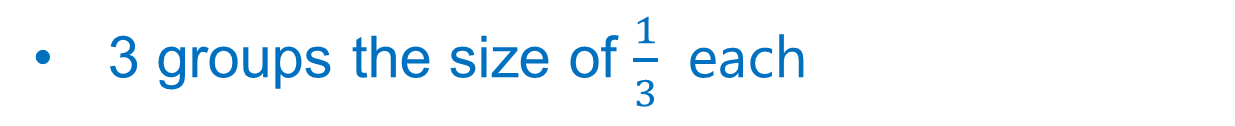 • 3 groups the size of 1/3 each